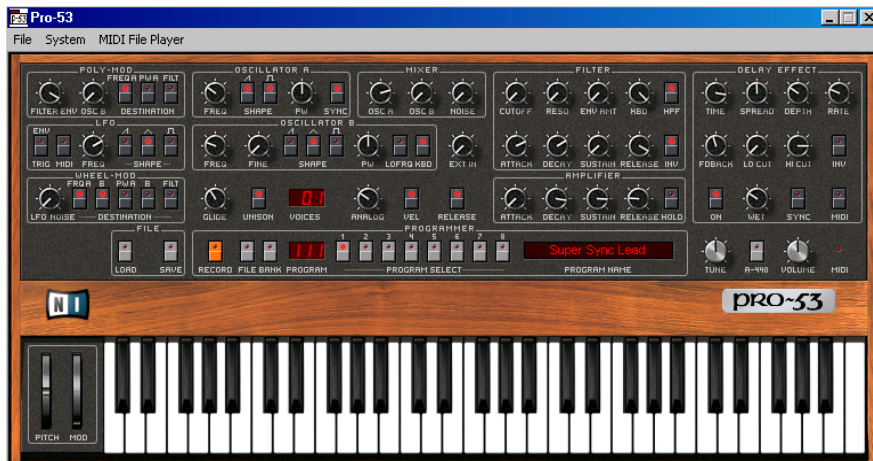 Pro-53
File System MIDI File Player
POLY-MOD OSCILLATOR A MIXER FILTER DELAY EFFECT
FREQA PWA FILT
FILTER ENV OSC B DESTINATION FREQ SHAPE PW SYNC OSC A OSC B NOISE CUTOFF RESO ENV AMT KBD HPF TIME SPREAD DEPTH RATE
LFO OSCILLATOR B
ENV
TRIG MIDI FREQ SHAPE FREQ FINE SHAPE PW LOFRQ KBD EXT IN ATTACK DECAY SUSTAIN RELEASE INV FDBACK LO CUT HI CUT INV
WHEEL-MOD AMPLIFIER
FRQA B PWA B FILT
LFO NOISE DESTINATION GLIDE UNISON 01 VOICES ANALOG VEL RELEASE ATTACK DECAY SUSTAIN RELEASE HOLD ON WET SYNC MIDI
FILE PROGRAMMER
1 2 3 4 5 6 7 8
111 Super Sync Lead
LOAD SAVE RECORD FILE BANK PROGRAM PROGRAM SELECT PROGRAM NAME TUNE A-440 VOLUME MIDI
NI PRO~53
PITCH MOD